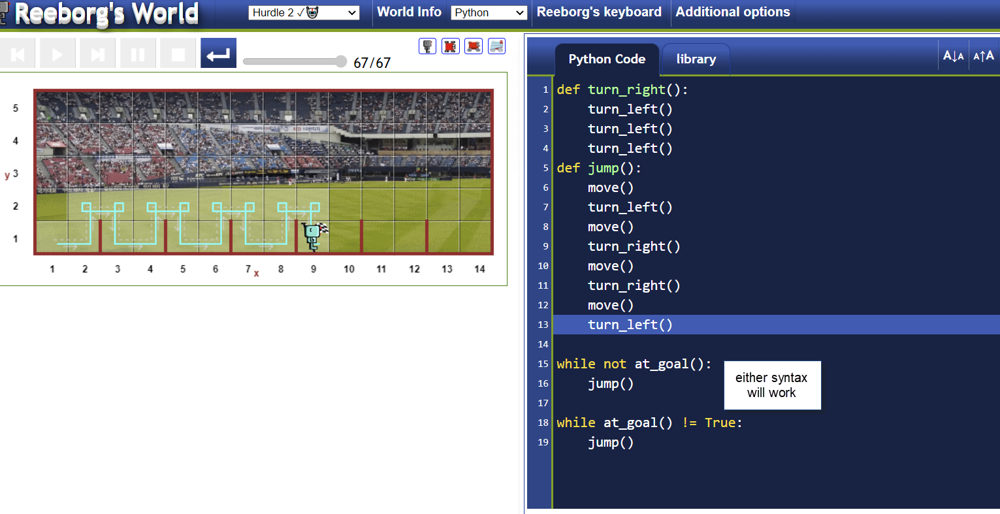 Reeborg's World
Hurdle 2 ✓
World Info
Python
Reeborg's keyboard
Additional options
67/67
Python Code
library
A↓A
A↑A
5
4
y 3
2
1
1 2 3 4 5 6 7 x 8 9 10 11 12 13 14
1 def turn_right():
2 turn_left()
3 turn_left()
4 turn_left()
5 def jump():
6 move()
7 turn_left()
8 move()
9 turn_right()
10 move()
11 turn_right()
12 move()
13 turn_left()
14
15 while not at_goal():
16 jump()
17
18 while at_goal() != True:
19 jump()
either syntax
will work